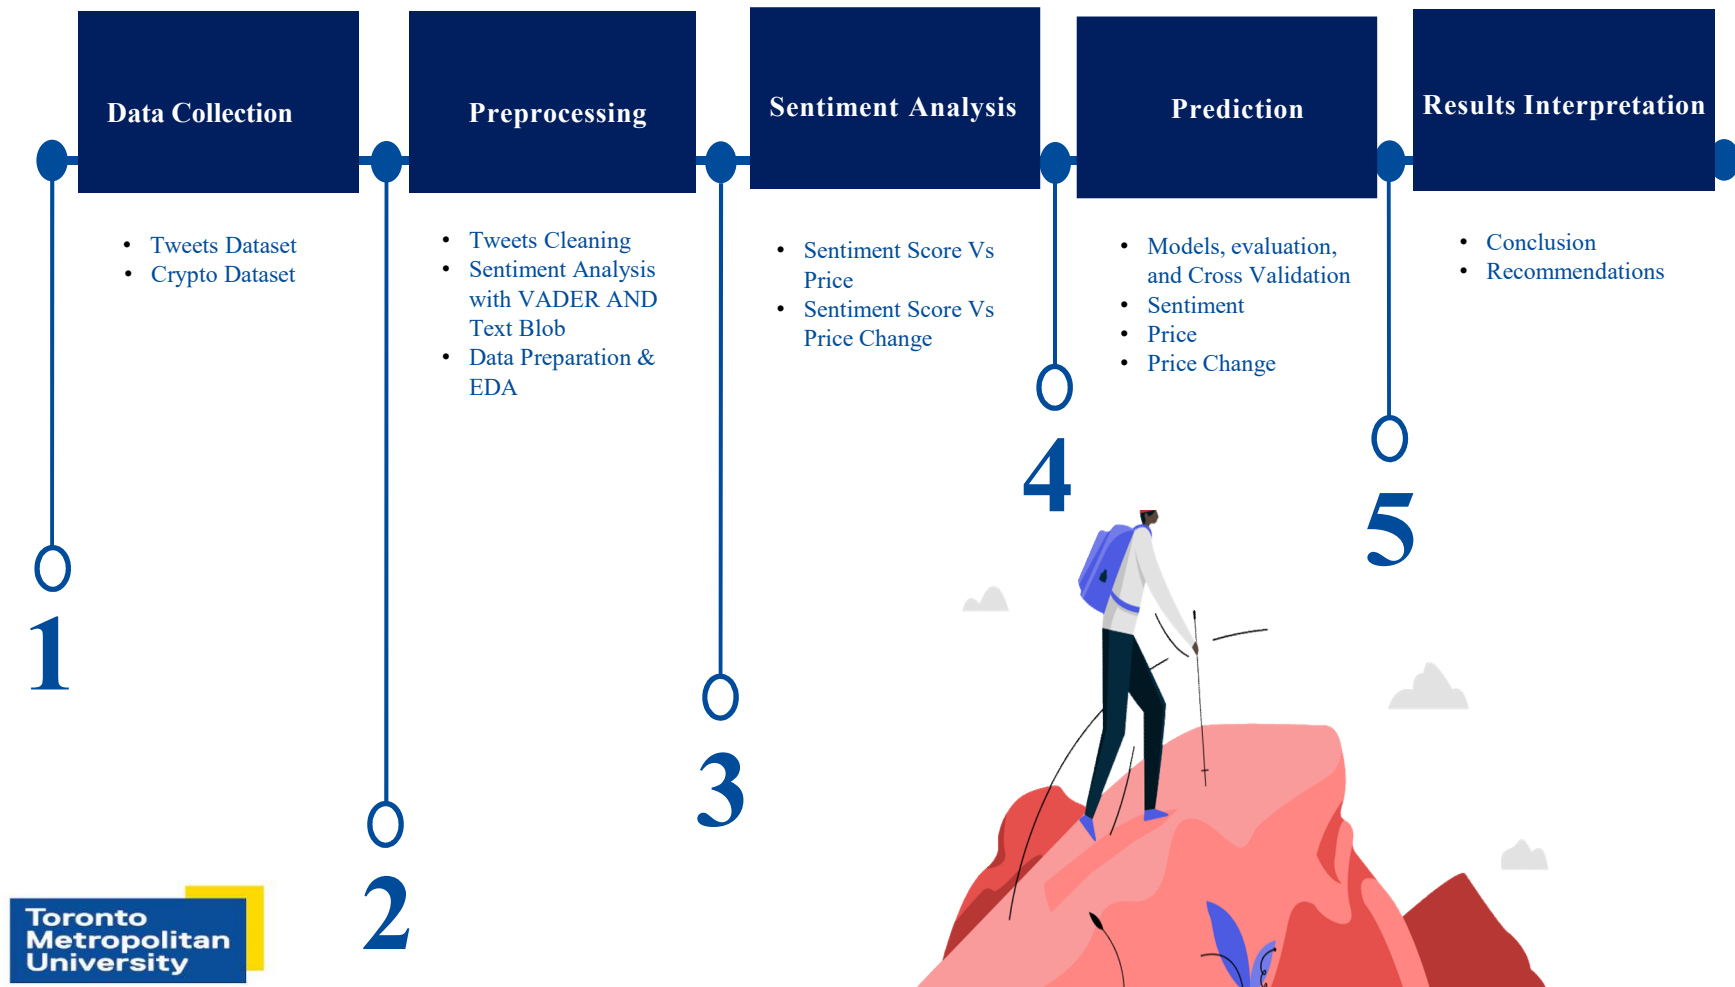 Data Collection
Tweets Dataset
Crypto Dataset
1
Preprocessing
Tweets Cleaning
Sentiment Analysis
with VADER AND
Text Blob
Data Preparation &
EDA
2
Sentiment Analysis
Sentiment Score Vs
Price
Sentiment Score Vs
Price Change
3
Prediction
Models, evaluation,
and Cross Validation
Sentiment
Price
Price Change
4
Results Interpretation
Conclusion
Recommendations
5
Toronto
Metropolitan
University